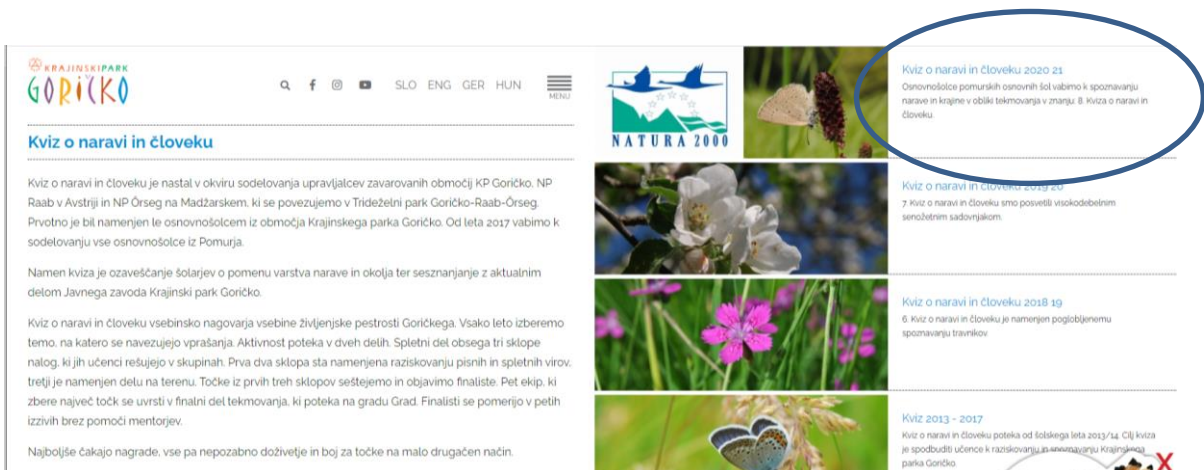 KRAJINSKI PARK
GORIČKO
SLO ENG GER HUN
MENU
Kviz o naravi in človeku
Kviz o naravi in človeku je nastal v okviru sodelovanja upravljalcev zavarovanih območij KP Goričko, NP
Raab v Avstriji in NP Őrseg na Madžarskem, ki se povezujemo v Trideželni park Goričko-Raab-Őrseg.
Prvotno je bil namenjen le osnovnošolcem iz območja Krajinskega parka Goričko. Od leta 2017 vabimo k
sodelovanju vse osnovnošolce iz Pomurja.
Namen kviza je ozaveščanje šolarjev o pomenu varstva narave in okolja ter sesznanjanje z aktualnim
delom Javnega zavoda Krajinski park Goričko.
Kviz o naravi in človeku vsebinsko nagovarja vsebine življenjske pestrosti Goričkega. Vsako leto izberemo
temo, na katero se navezujejo vprašanja. Aktivnost poteka v dveh delih. Spletni del obsega tri sklope
nalog, ki jih učenci rešujejo v skupinah. Prva dva sklopa sta namenjena raziskovanju pisnih in spletnih virov,
tretji je namenjen delu na terenu. Točke iz prvih treh sklopov seštejemo in objavimo finaliste. Pet ekip, ki
zbere največ točk se uvrsti v finalni del tekmovanja, ki poteka na gradu Grad. Finalisti se pomerijo v petih
izzivih brez pomoči mentorjev.
Najboljše čakajo nagrade, vse pa nepozabno doživetje in boj za točke na malo drugačen način.
NATURA 2000
Kviz o naravi in človeku 2020 21
Osnovnošolce pomurskih osnovnih šol vabimo k spoznavanju
narave in krajine v obliki tekmovanja v znanju: 8. Kviza o naravi in
človeku.
Kviz o naravi in človeku 2019 20
7. Kviz o naravi in človeku smo posvetili visokodebelnim
senožetnim sadovnjakom.
Kviz o naravi in človeku 2018 19
6. Kviz o naravi in človeku je namenjen poglobljenemu
spoznavanju travnikov.
Kviz 2013 - 2017
Kviz o naravi in človeku poteka od šolskega leta 2013/14. Cilj kviza
je spodbuditi učence k raziskovanju in spoznavanju Krajinskega
parka Goričko.
X